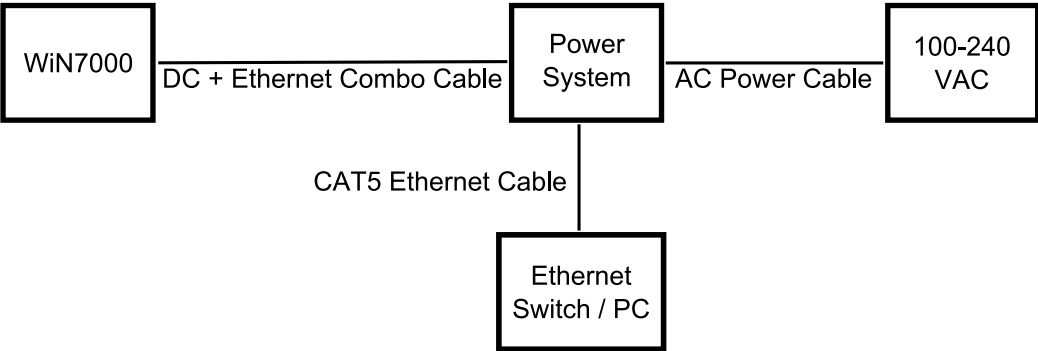 WiN7000
DC + Ethernet Combo Cable
Power
System
AC Power Cable
100-240
VAC
CAT5 Ethernet Cable
Ethernet
Switch / PC